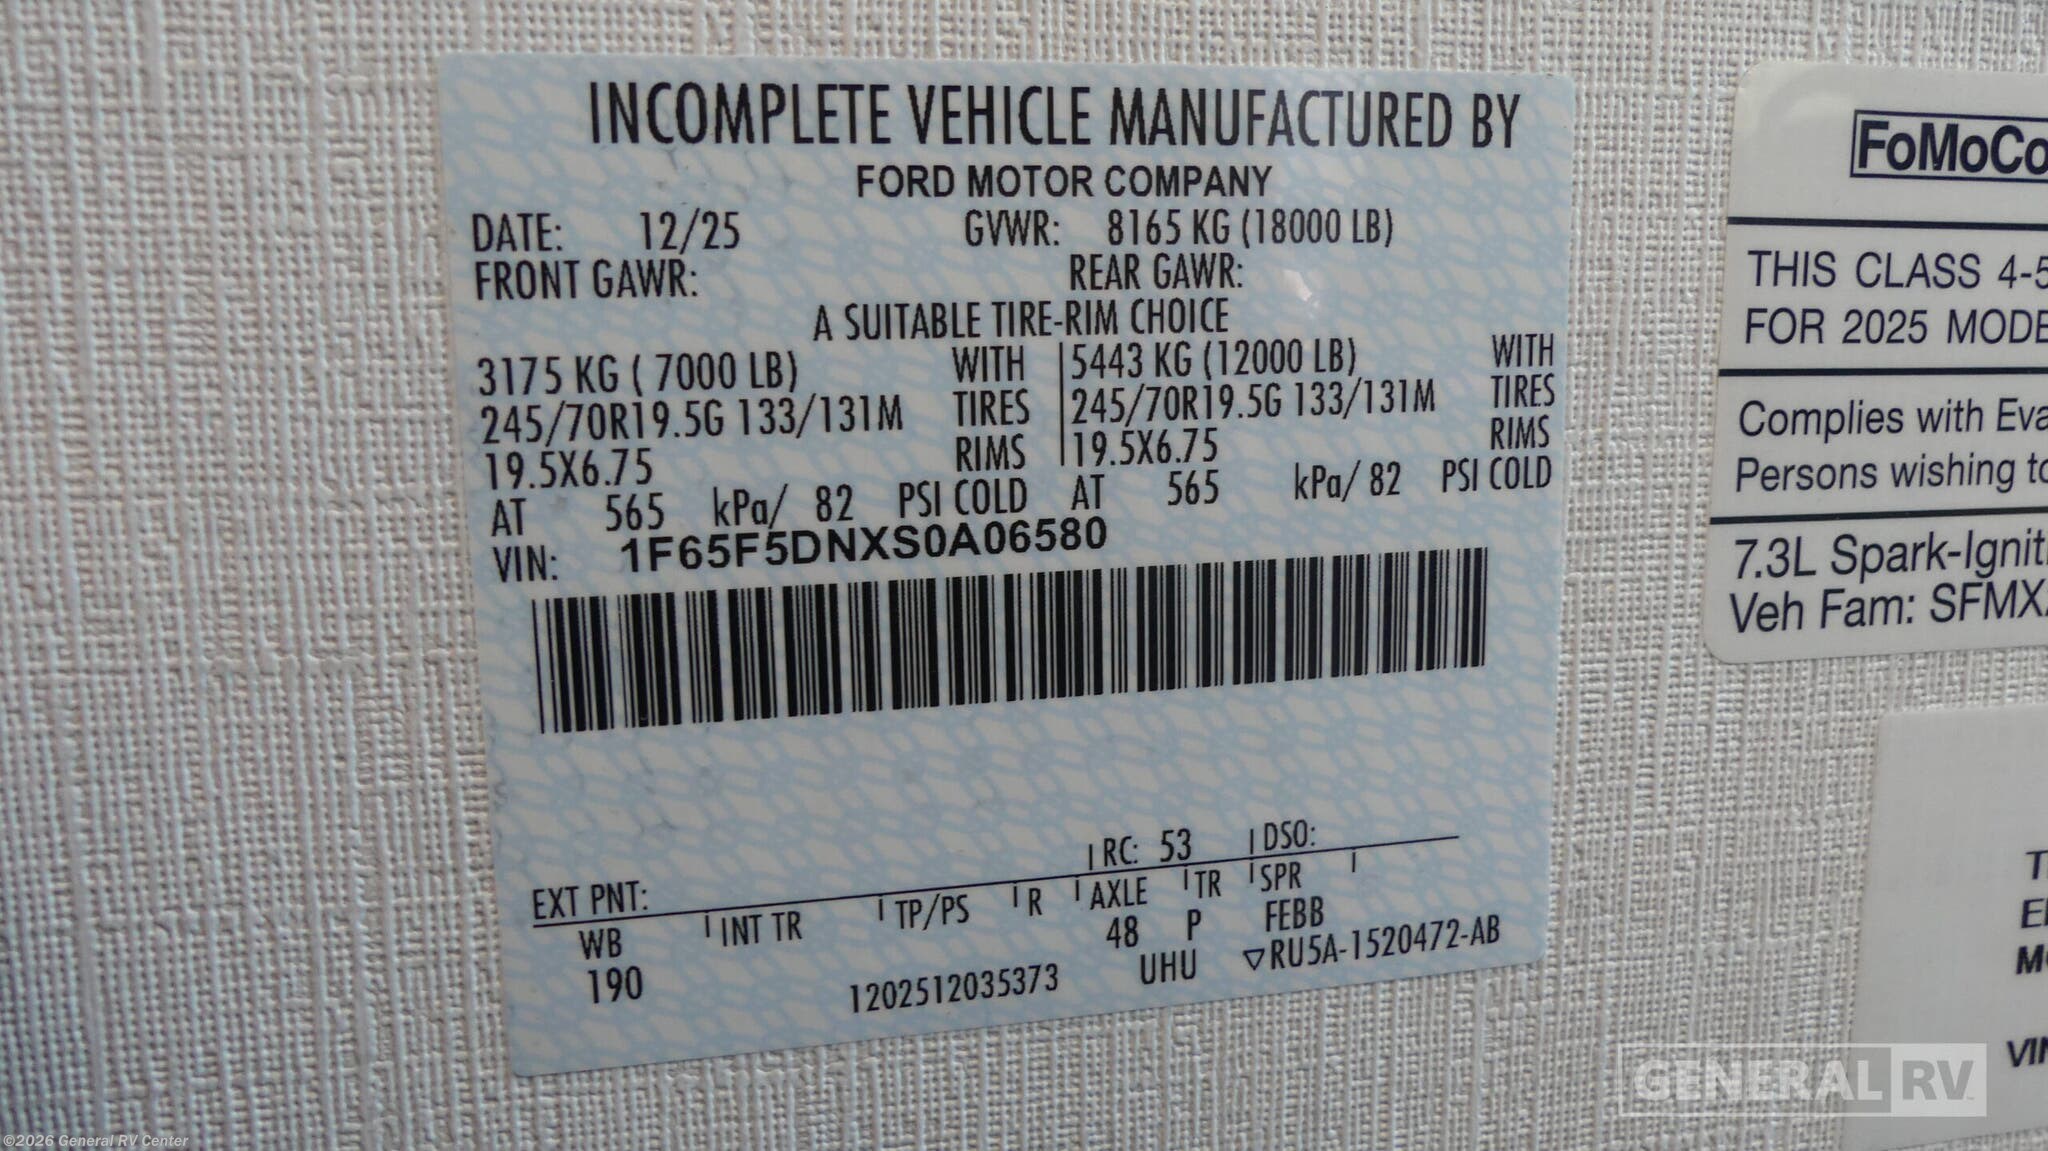 INCOMPLETE VEHICLE MANUFACTURED BY
FORD MOTOR COMPANY
DATE: 12/25 GVWR: 8165 KG (18000 LB)
FRONT GAWR: REAR GAWR:
A SUITABLE TIRE-RIM CHOICE
3175 KG ( 7000 LB) WITH 5443 KG (12000 LB) WITH
245/70R19.5G 133/131M TIRES 245/70R19.5G 133/131M TIRES
19.5X6.75 RIMS 19.5X6.75 RIMS
AT 565 kPa/ 82 PSI COLD AT 565 kPa/ 82 PSI COLD
VIN: 1F65F5DNXS0A06580
RC: 53 DSO:
EXT PNT:
WB INT TR TP/PS R AXLE TR SPR
190 48 P FEBB
1202512035373 UHU ▽RU5A-1520472-AB
FoMoCo
THIS CLASS 4-5
FOR 2025 MODE
Complies with Eva
Persons wishing to
7.3L Spark-Igniti
Veh Fam: SFMX
VIN
GENERAL RV
©2026 General RV Center